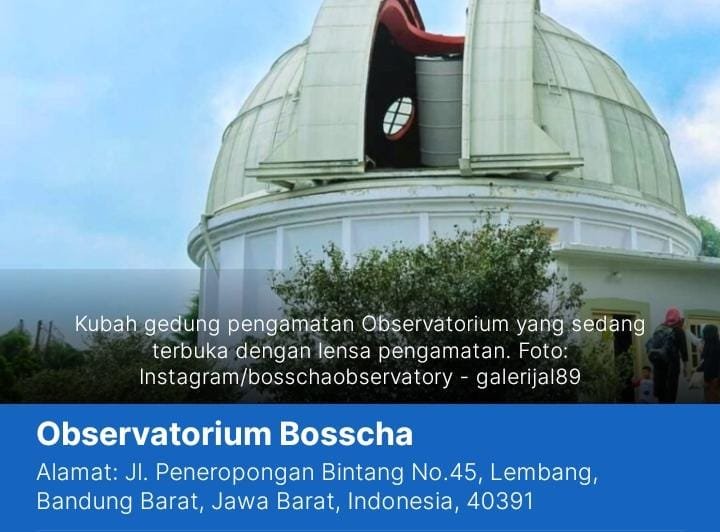 Kubah gedung pengamatan Observatorium yang sedang
terbuka dengan lensa pengamatan. Foto:
Instagram/bosschaobservatory - galerijal89
Observatorium Bosscha
Alamat: Jl. Peneropongan Bintang No.45, Lembang,
Bandung Barat, Jawa Barat, Indonesia, 40391